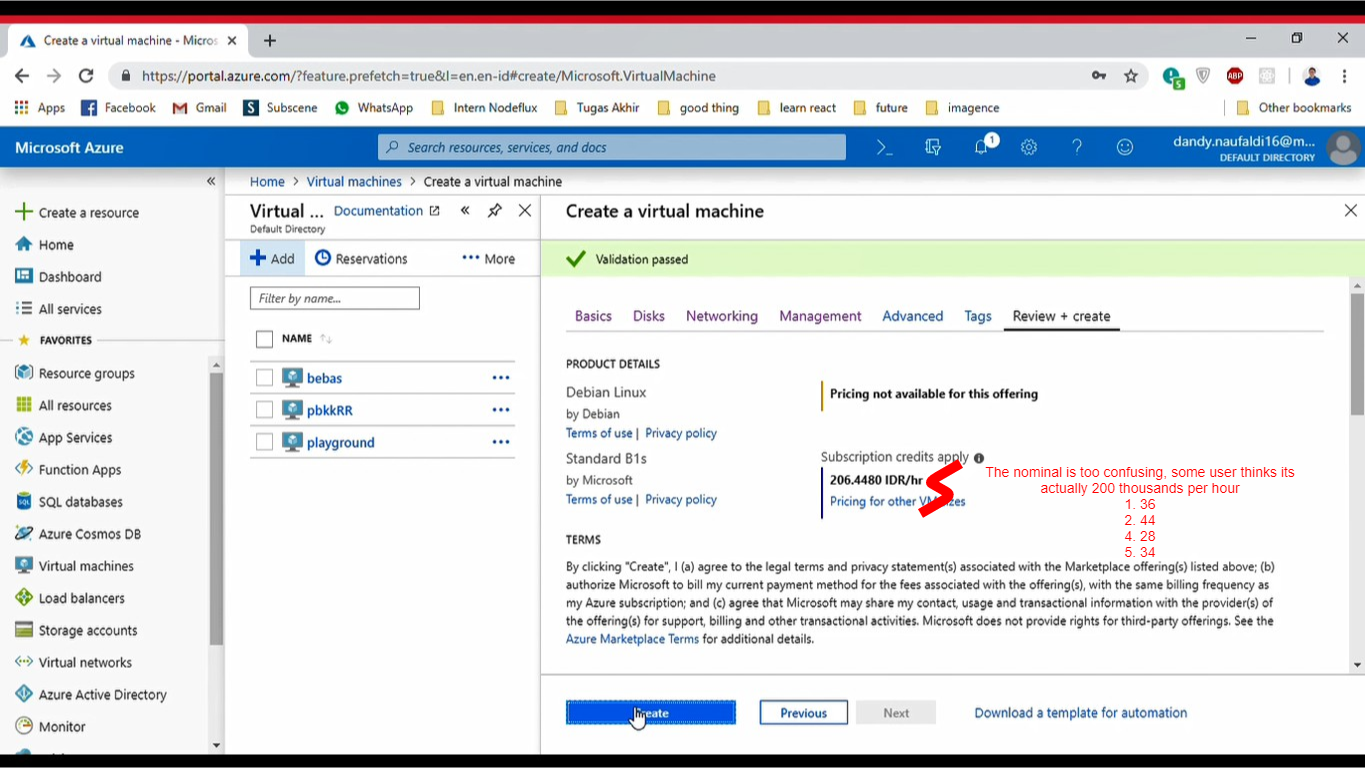 Create a virtual machine - Micros
https://portal.azure.com/?feature.prefetch=true&l=en.en-id#create/Microsoft.VirtualMachine
ABP
Apps
Facebook
Gmail
Subscene
WhatsApp
Intern Nodeflux
Tugas Akhir
good thing
learn react
future
imagence
Other bookmarks
Microsoft Azure
Search resources, services, and docs
1
dandy.naufaldi16@m...
DEFAULT DIRECTORY
Create a resource
Home
Dashboard
All services
FAVORITES
Resource groups
All resources
App Services
Function Apps
SQL databases
Azure Cosmos DB
Virtual machines
Load balancers
Storage accounts
Virtual networks
Azure Active Directory
Monitor
Home > Virtual machines > Create a virtual machine
Virtual ...
Documentation
Default Directory
Add
Reservations
More
Filter by name...
NAME
bebas
pbkkRR
playground
Create a virtual machine
Validation passed
Basics
Disks
Networking
Management
Advanced
Tags
Review + create
PRODUCT DETAILS
Debian Linux
by Debian
Terms of use | Privacy policy
Pricing not available for this offering
Standard B1s
by Microsoft
Terms of use | Privacy policy
Subscription credits apply
206.4480 IDR/hr
Pricing for other
The nominal is too confusing, some user thinks its
actually 200 thousands per hour
1. 36
2. 44
4. 28
5. 34
TERMS
By clicking "Create", I (a) agree to the legal terms and privacy statement(s) associated with the Marketplace offering(s) listed above; (b)
authorize Microsoft to bill my current payment method for the fees associated with the offering(s), with the same billing frequency as
my Azure subscription; and (c) agree that Microsoft may share my contact, usage and transactional information with the provider(s) of
the offering(s) for support, billing and other transactional activities. Microsoft does not provide rights for third-party offerings. See the
Azure Marketplace Terms for additional details.
Create
Previous
Next
Download a template for automation